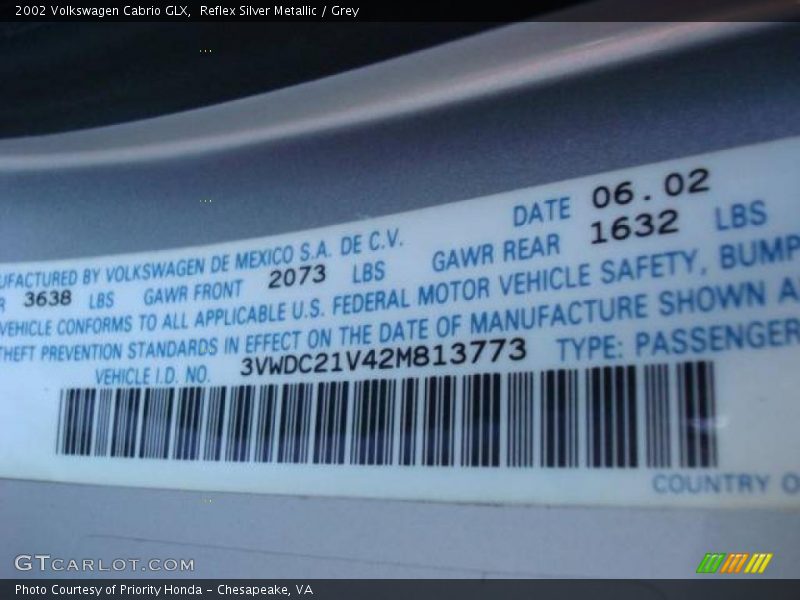 2002 Volkswagen Cabrio GLX,  Reflex Silver Metallic / Grey
UFACTURED BY VOLKSWAGEN DE MEXICO S.A. DE C.V. DATE 06.02
R 3638 LBS GAWR FRONT 2073 LBS GAWR REAR 1632 LBS
VEHICLE CONFORMS TO ALL APPLICABLE U.S. FEDERAL MOTOR VEHICLE SAFETY, BUMP
THEFT PREVENTION STANDARDS IN EFFECT ON THE DATE OF MANUFACTURE SHOWN A
VEHICLE I.D. NO. 3VWDC21V42M813773 TYPE: PASSENGER
COUNTRY O
GTCARLOT.COM
Photo Courtesy of Priority Honda - Chesapeake, VA